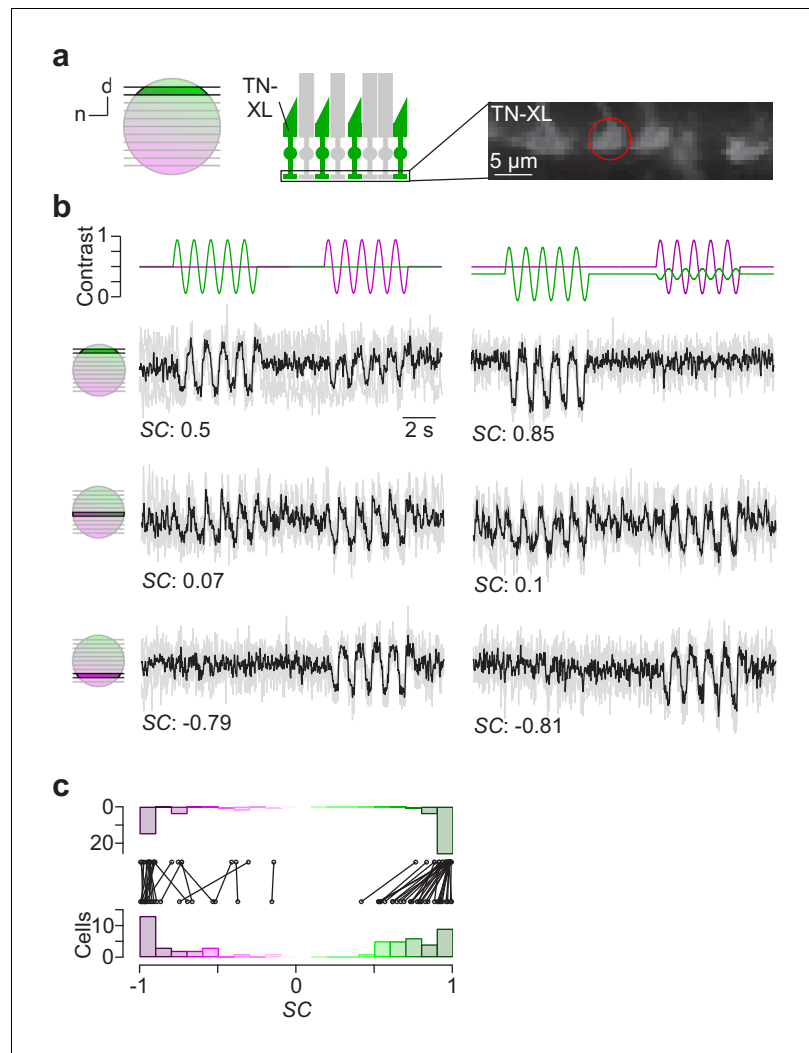 a
d
n
TN-
XL
TN-XL
5 µm
b
Contrast
1
0
SC: 0.5
2 s
SC: 0.85
SC: 0.07
SC: 0.1
SC: -0.79
SC: -0.81
c
0
20
Cells
10
0
-1
0
1
SC